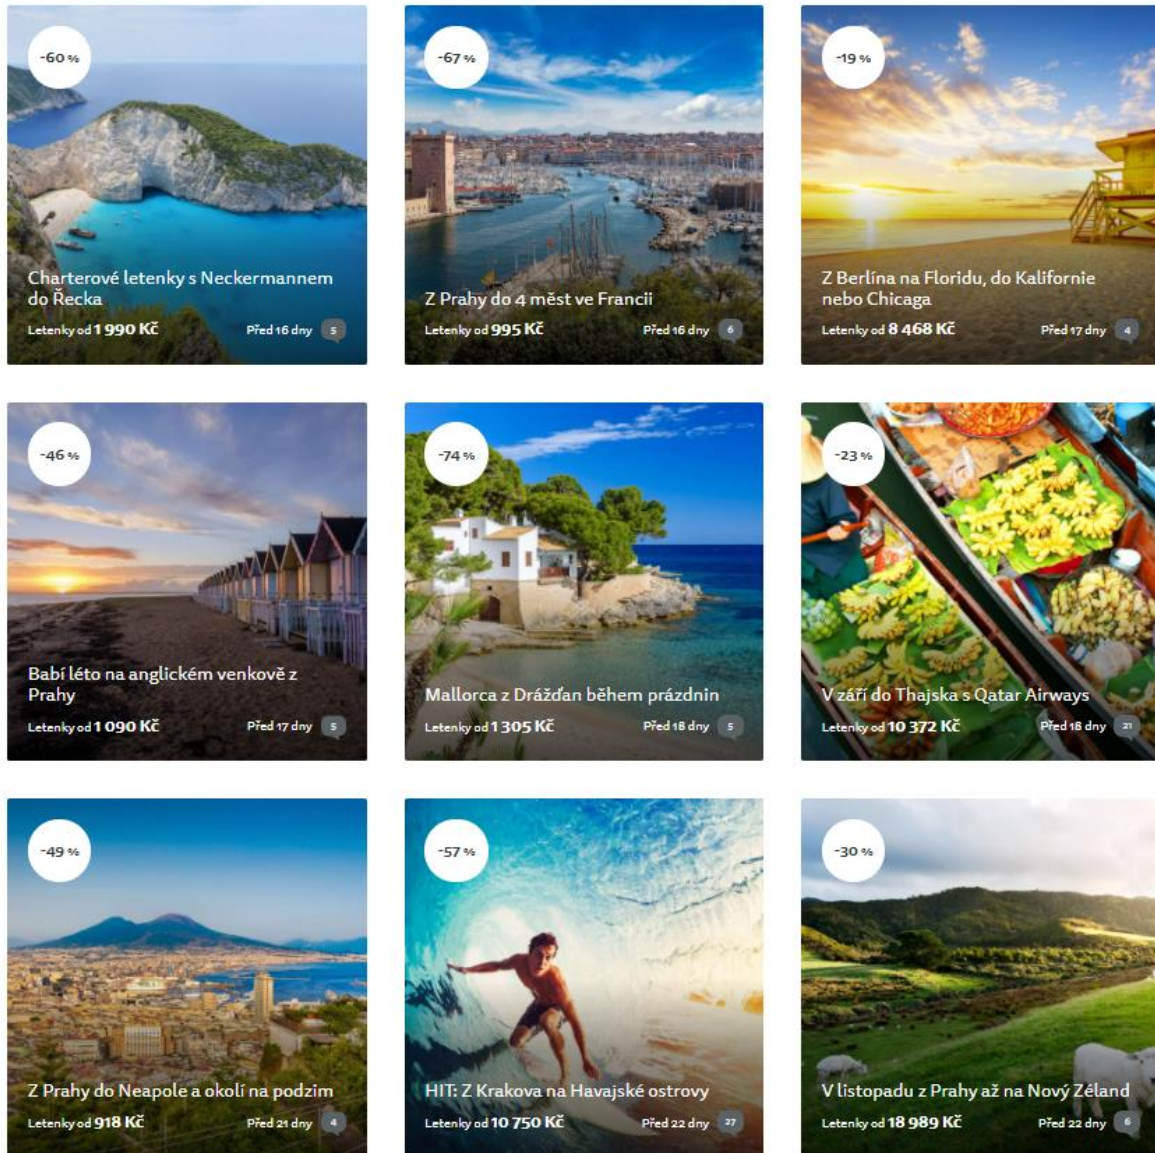 -60 %
Charterové letenky s Neckermannem
do Řecka
Letenky od 1 990 Kč Před 16 dny 5
-67 %
Z Prahy do 4 měst ve Francii
Letenky od 995 Kč Před 16 dny 6
-19 %
Z Berlína na Floridu, do Kalifornie
nebo Chicaga
Letenky od 8 468 Kč Před 17 dny 4
-46 %
Babí léto na anglickém venkově z
Prahy
Letenky od 1 090 Kč Před 17 dny 5
-74 %
Mallorca z Drážďan během prázdnin
Letenky od 1 305 Kč Před 18 dny 5
-23 %
V září do Thajska s Qatar Airways
Letenky od 10 372 Kč Před 18 dny 21
-49 %
Z Prahy do Neapole a okolí na podzim
Letenky od 918 Kč Před 21 dny 4
-57 %
HIT: Z Krakova na Havajské ostrovy
Letenky od 10 750 Kč Před 22 dny 27
-30 %
V listopadu z Prahy až na Nový Zéland
Letenky od 18 989 Kč Před 22 dny 6